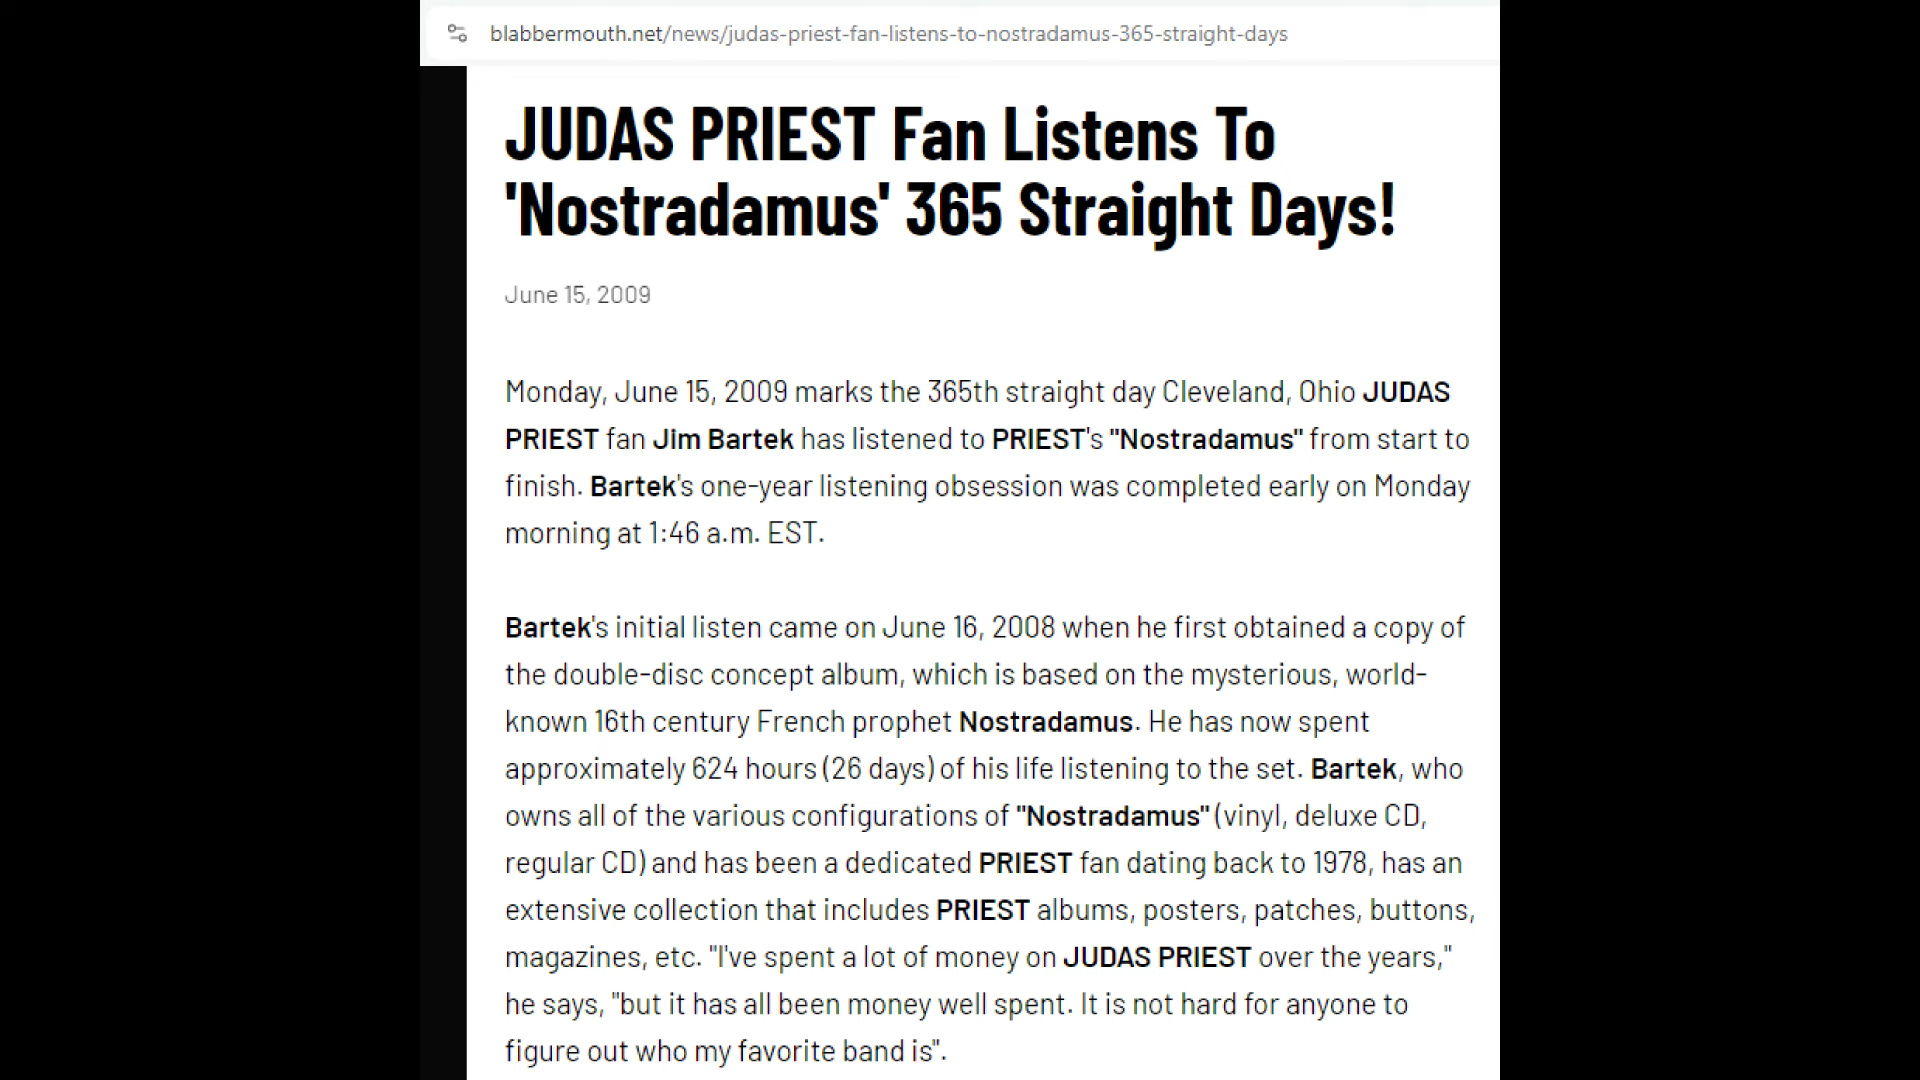 blabbermouth.net/news/judas-priest-fan-listens-to-nostradamus-365-straight-days
JUDAS PRIEST Fan Listens To
'Nostradamus' 365 Straight Days!
June 15, 2009
Monday, June 15, 2009 marks the 365th straight day Cleveland, Ohio JUDAS
PRIEST fan Jim Bartek has listened to PRIEST's "Nostradamus" from start to
finish. Bartek's one-year listening obsession was completed early on Monday
morning at 1:46 a.m. EST.
Bartek's initial listen came on June 16, 2008 when he first obtained a copy of
the double-disc concept album, which is based on the mysterious, world-
known 16th century French prophet Nostradamus. He has now spent
approximately 624 hours (26 days) of his life listening to the set. Bartek, who
owns all of the various configurations of "Nostradamus" (vinyl, deluxe CD,
regular CD) and has been a dedicated PRIEST fan dating back to 1978, has an
extensive collection that includes PRIEST albums, posters, patches, buttons,
magazines, etc. "I've spent a lot of money on JUDAS PRIEST over the years,"
he says, "but it has all been money well spent. It is not hard for anyone to
figure out who my favorite band is".